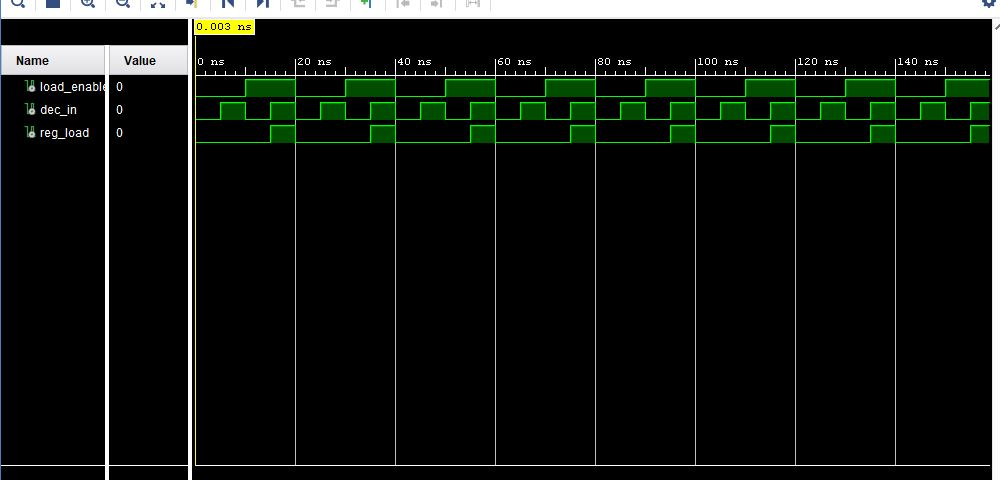 0.003 ns
Name Value
0 ns 20 ns 40 ns 60 ns 80 ns 100 ns 120 ns 140 ns
load_enable 0
dec_in 0
reg_load 0